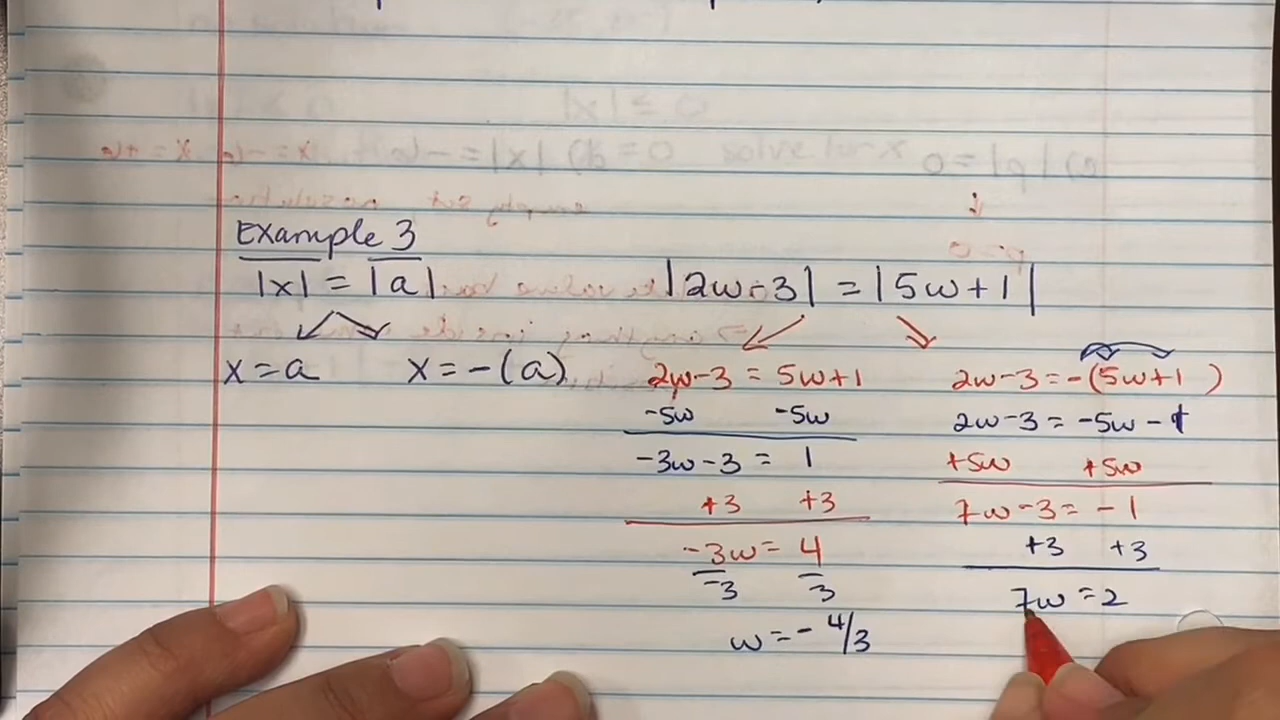 Example 3
|x| = |a|
|2w-3| = |5w+1|
x=a
x=-(a)
2w-3 = 5w+1
-5w -5w
-3w-3 = 1
+3 +3
-3w = 4
-3 -3
w=-4/3
2w-3=-(5w+1)
2w-3=-5w-1
+5w +5w
7w-3=-1
+3 +3
7w=2